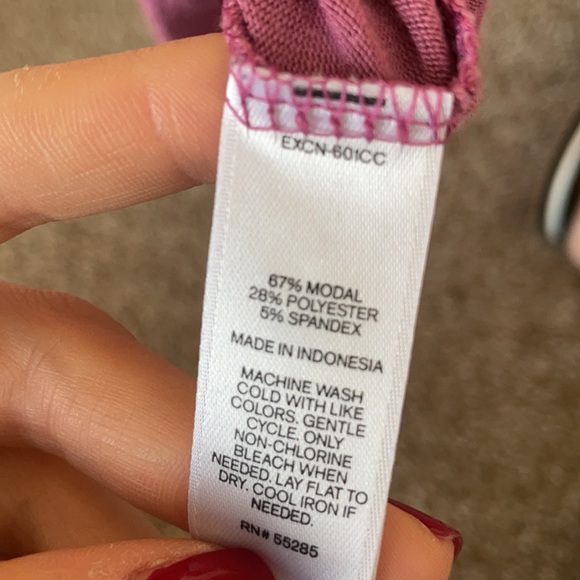 EXCN-601CC
67% MODAL
28% POLYESTER
5% SPANDEX
MADE IN INDONESIA
MACHINE WASH
COLD WITH LIKE
COLORS. GENTLE
CYCLE. ONLY
NON-CHLORINE
BLEACH WHEN
NEEDED. LAY FLAT TO
DRY. COOL IRON IF
NEEDED.
RN# 55285